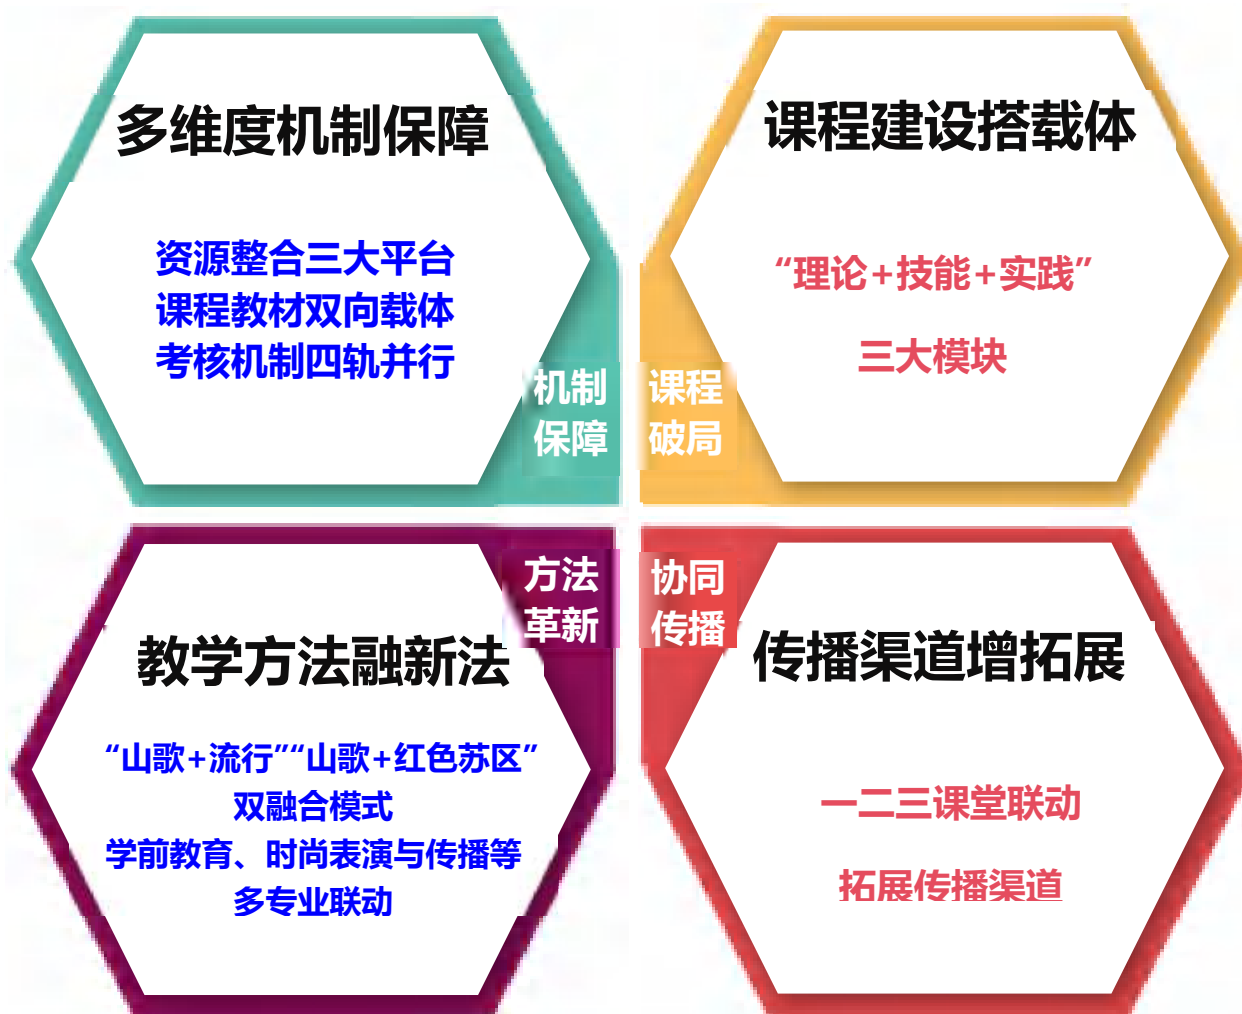 多维度机制保障
资源整合三大平台
课程教材双向载体
考核机制四轨并行
机制
保障
课程建设搭载体
“理论+技能+实践”
三大模块
课程
破局
方法
革新
教学方法融新法
“山歌+流行”“山歌+红色苏区”
双融合模式
学前教育、时尚表演与传播等
多专业联动
协同
传播
传播渠道增拓展
一二三课堂联动
拓展传播渠道